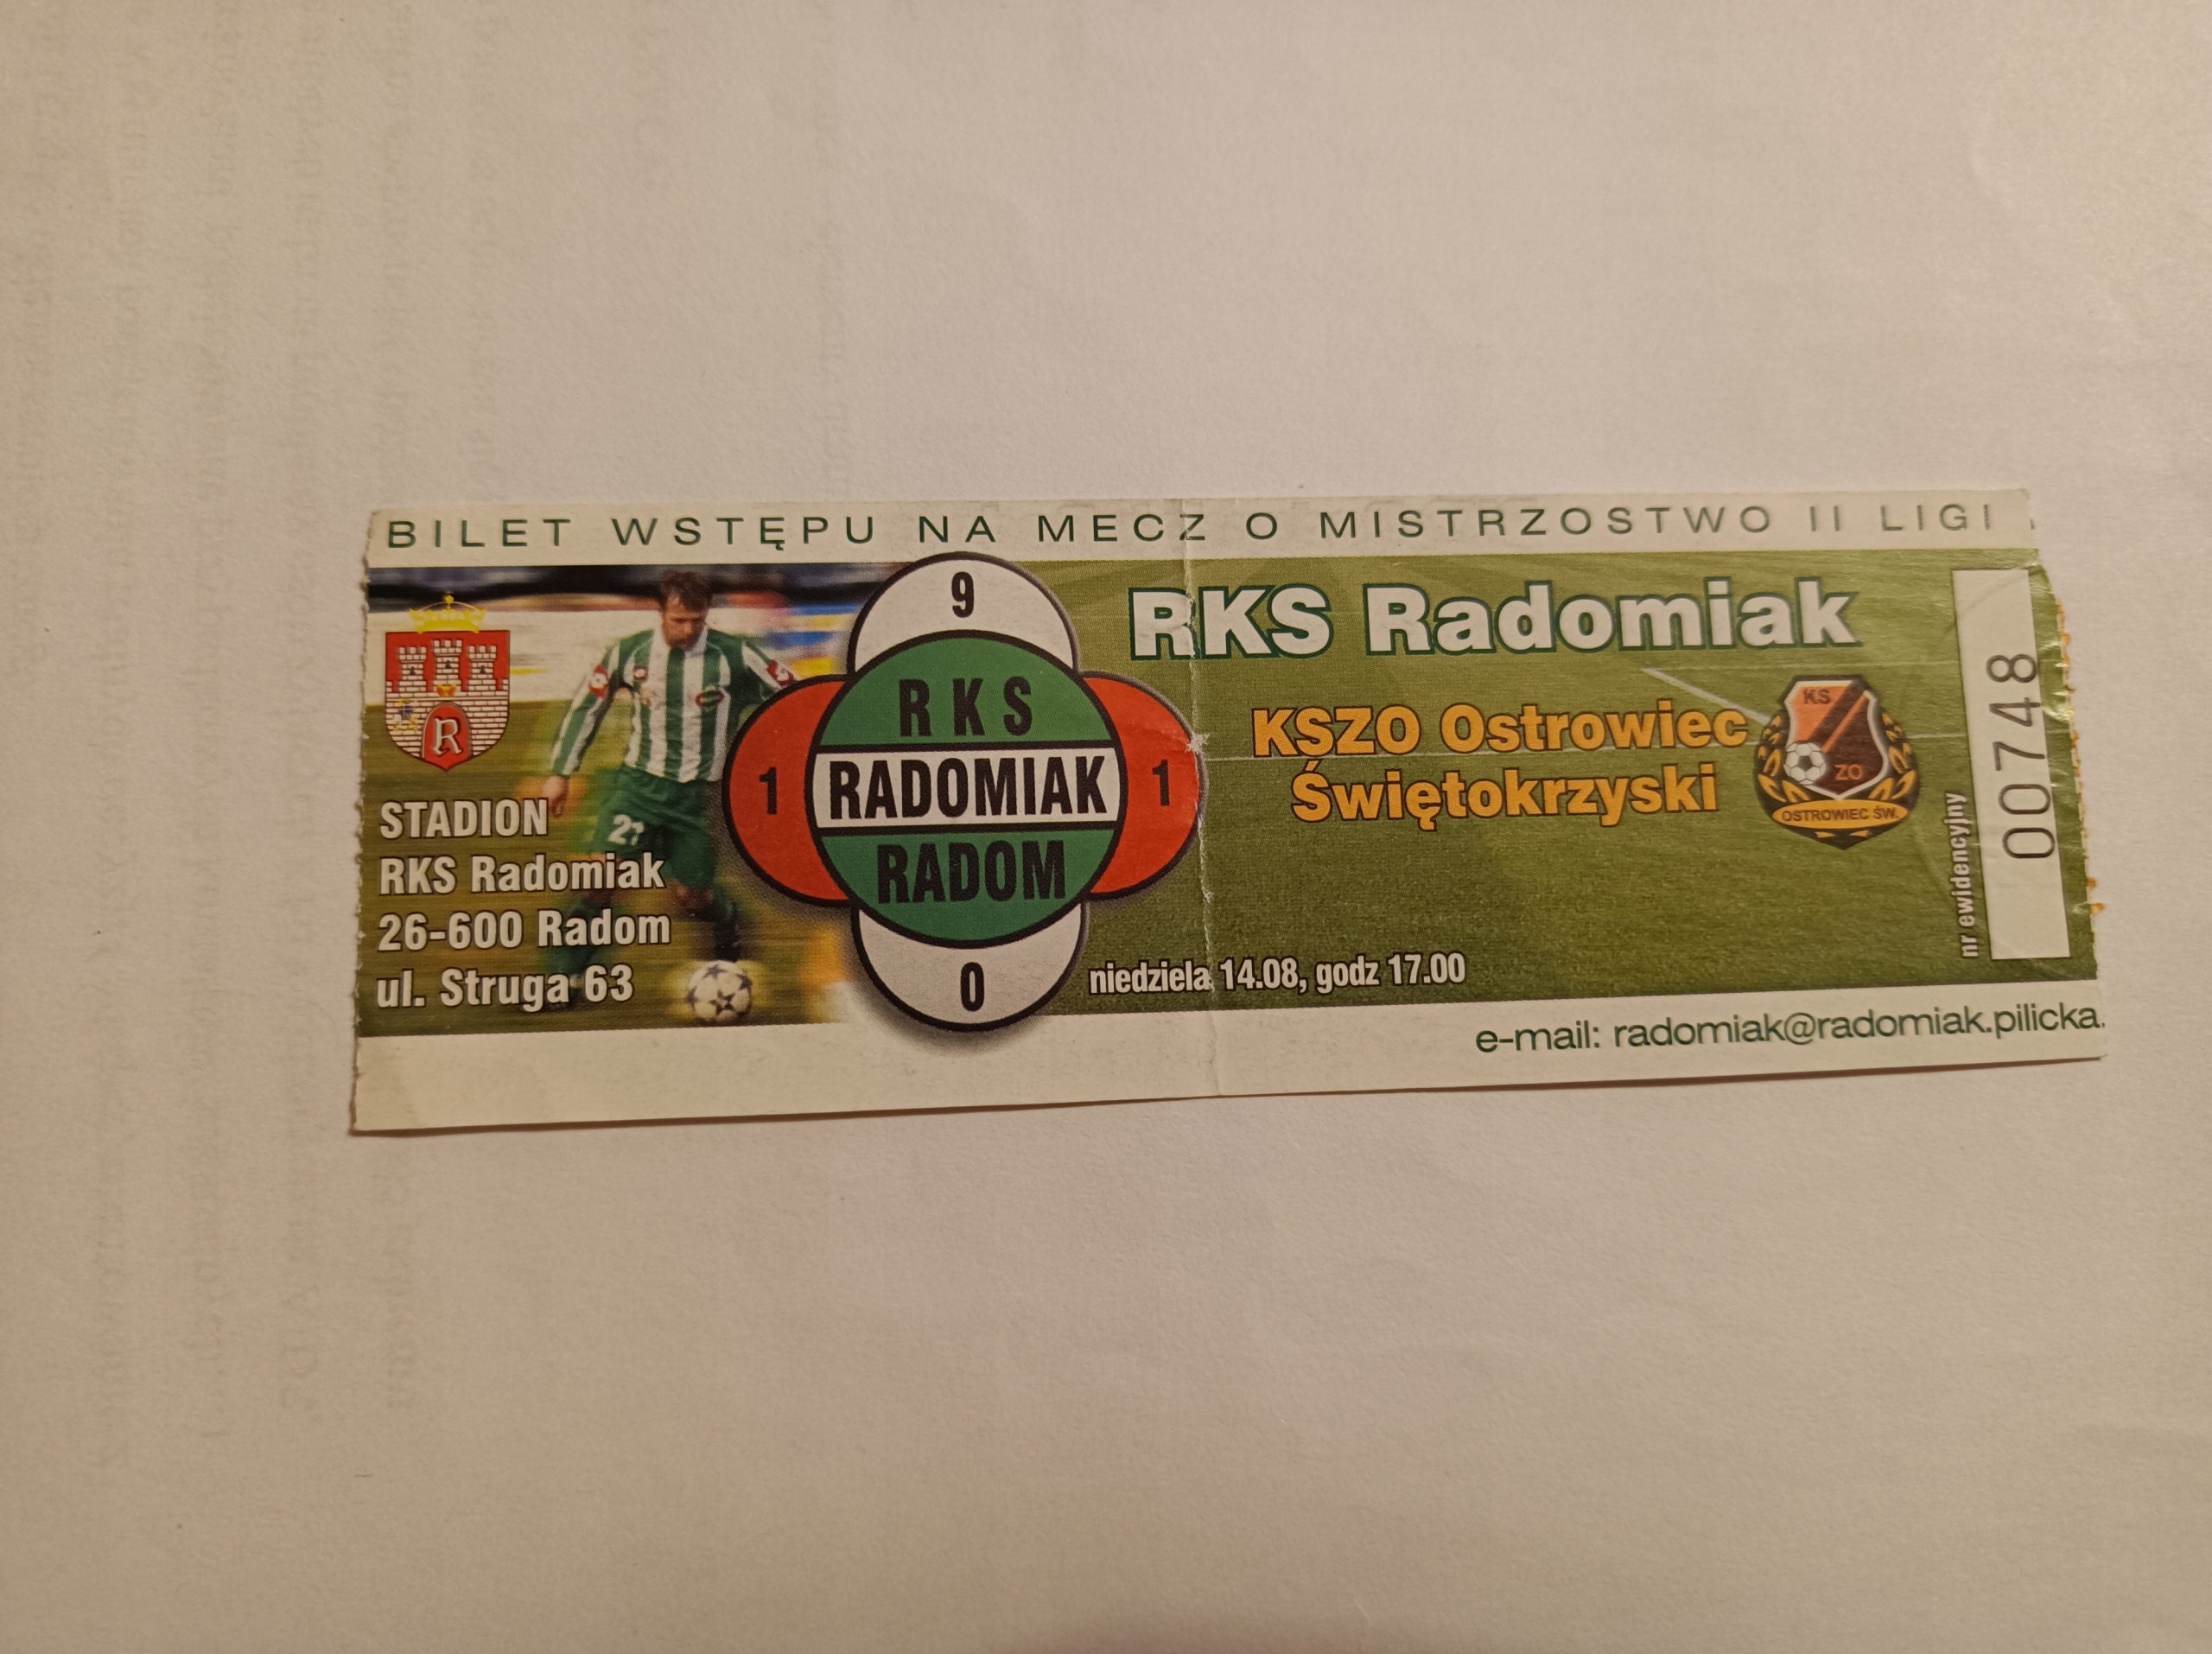 BILET WSTĘPU NA MECZ O MISTRZOSTWO II LIGI
R
STADION
RKS Radomiak
26-600 Radom
ul. Struga 63
27
9
1
RKS
RADOMIAK
RADOM
1
0
RKS Radomiak
KSZO Ostrowiec
Świętokrzyski
KS
ZO
OSTROWIEC ŚW.
niedziela 14.08, godz 17.00
nr ewidencyjny
00748
e-mail: radomiak@radomiak.pilicka.